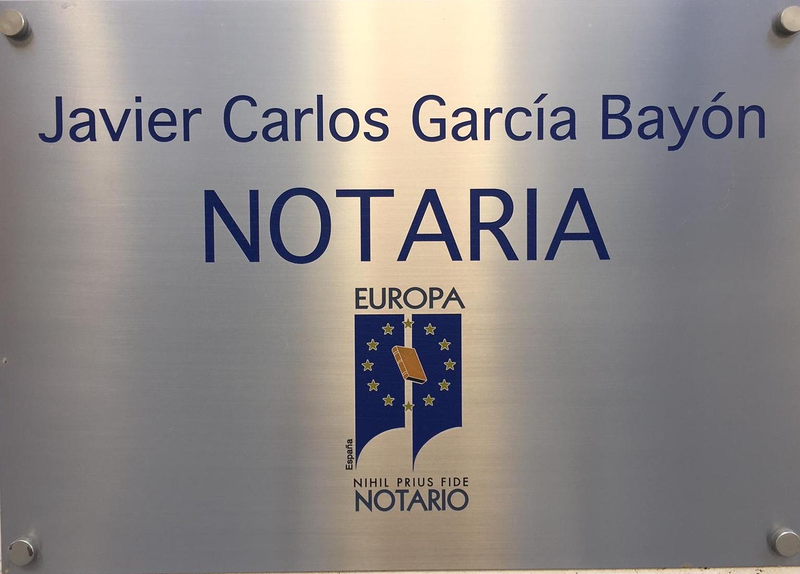 Javier Carlos García Bayón
NOTARIA
EUROPA
España
NIHIL PRIUS FIDE
NOTARIO